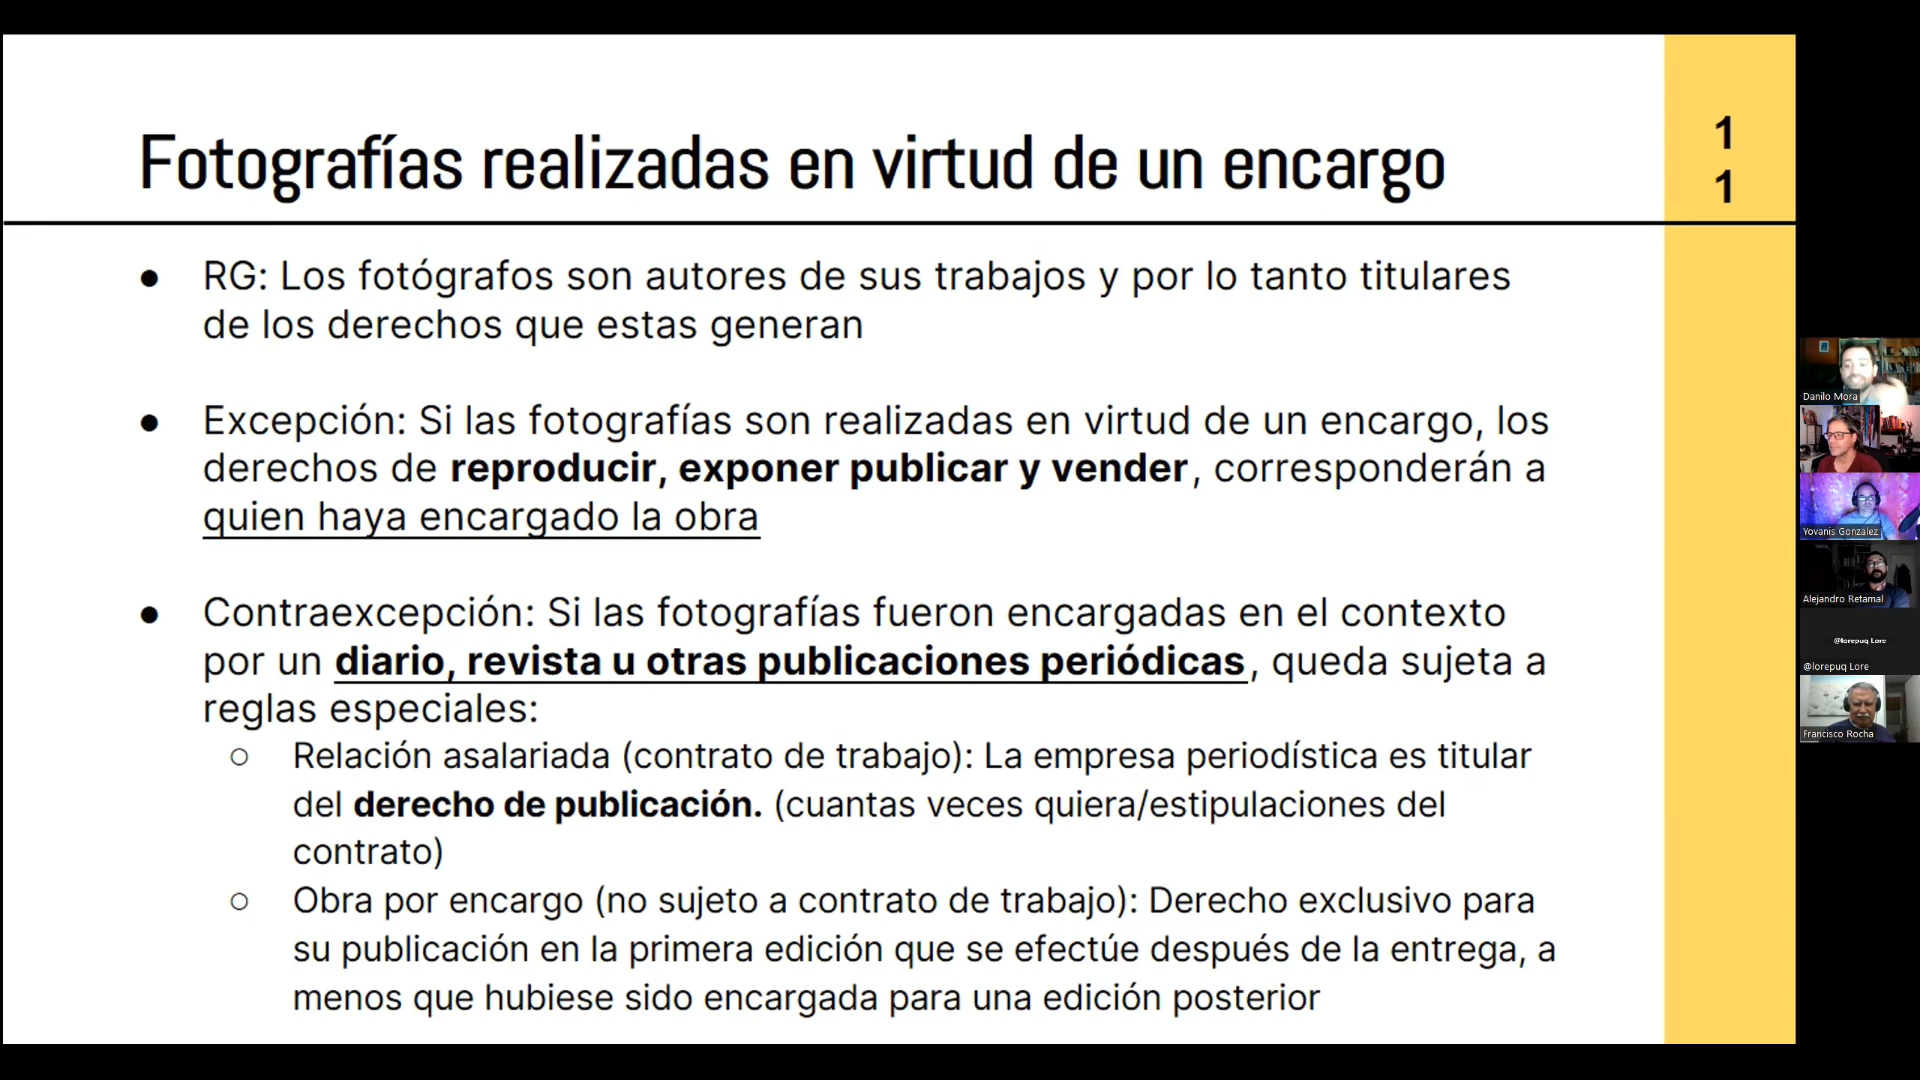 Fotografías realizadas en virtud de un encargo
1
1
● RG: Los fotógrafos son autores de sus trabajos y por lo tanto titulares
de los derechos que estas generan
● Excepción: Si las fotografías son realizadas en virtud de un encargo, los
derechos de reproducir, exponer publicar y vender, corresponderán a
quien haya encargado la obra
● Contraexcepción: Si las fotografías fueron encargadas en el contexto
por un diario, revista u otras publicaciones periódicas, queda sujeta a
reglas especiales:
○ Relación asalariada (contrato de trabajo): La empresa periodística es titular
del derecho de publicación. (cuantas veces quiera/estipulaciones del
contrato)
○ Obra por encargo (no sujeto a contrato de trabajo): Derecho exclusivo para
su publicación en la primera edición que se efectúe después de la entrega, a
menos que hubiese sido encargada para una edición posterior
Danilo Mora
Yovanis Gonzalez
Alejandro Retamal
@lorepuq Lore
@lorepuq Lore
Francisco Rocha